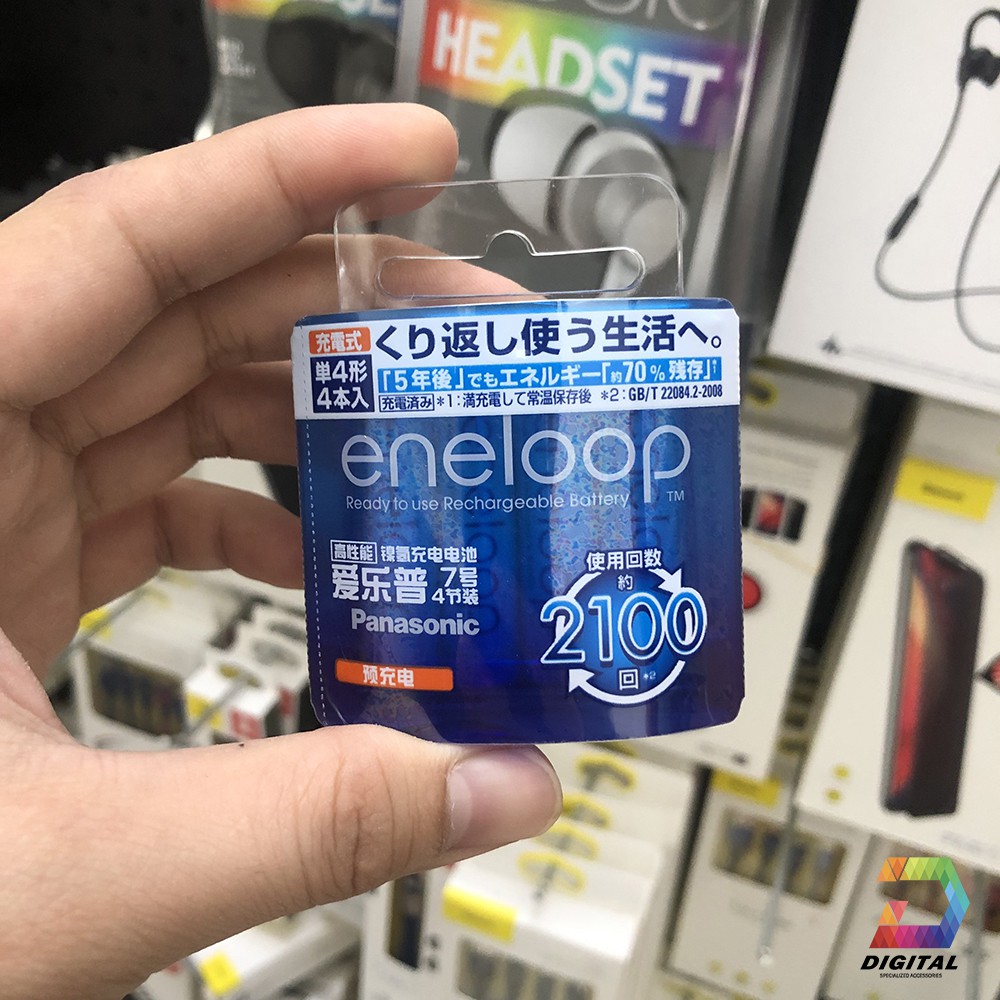 HEADSET
充電式
くり返し使う生活へ。
単4形
4本入
「5年後」でもエネルギー「約70%残存」*1
充電済み *1:満充電して常温保存後 *2:GB/T 22084.2-2008
eneloop
Ready to use Rechargeable Battery TM
高性能 镍氢充电电池
爱乐普 7号
4节装
Panasonic
预充电
使用回数
約
2100
回 *2
DIGITAL
SPECIALIZED ACCESSORIES